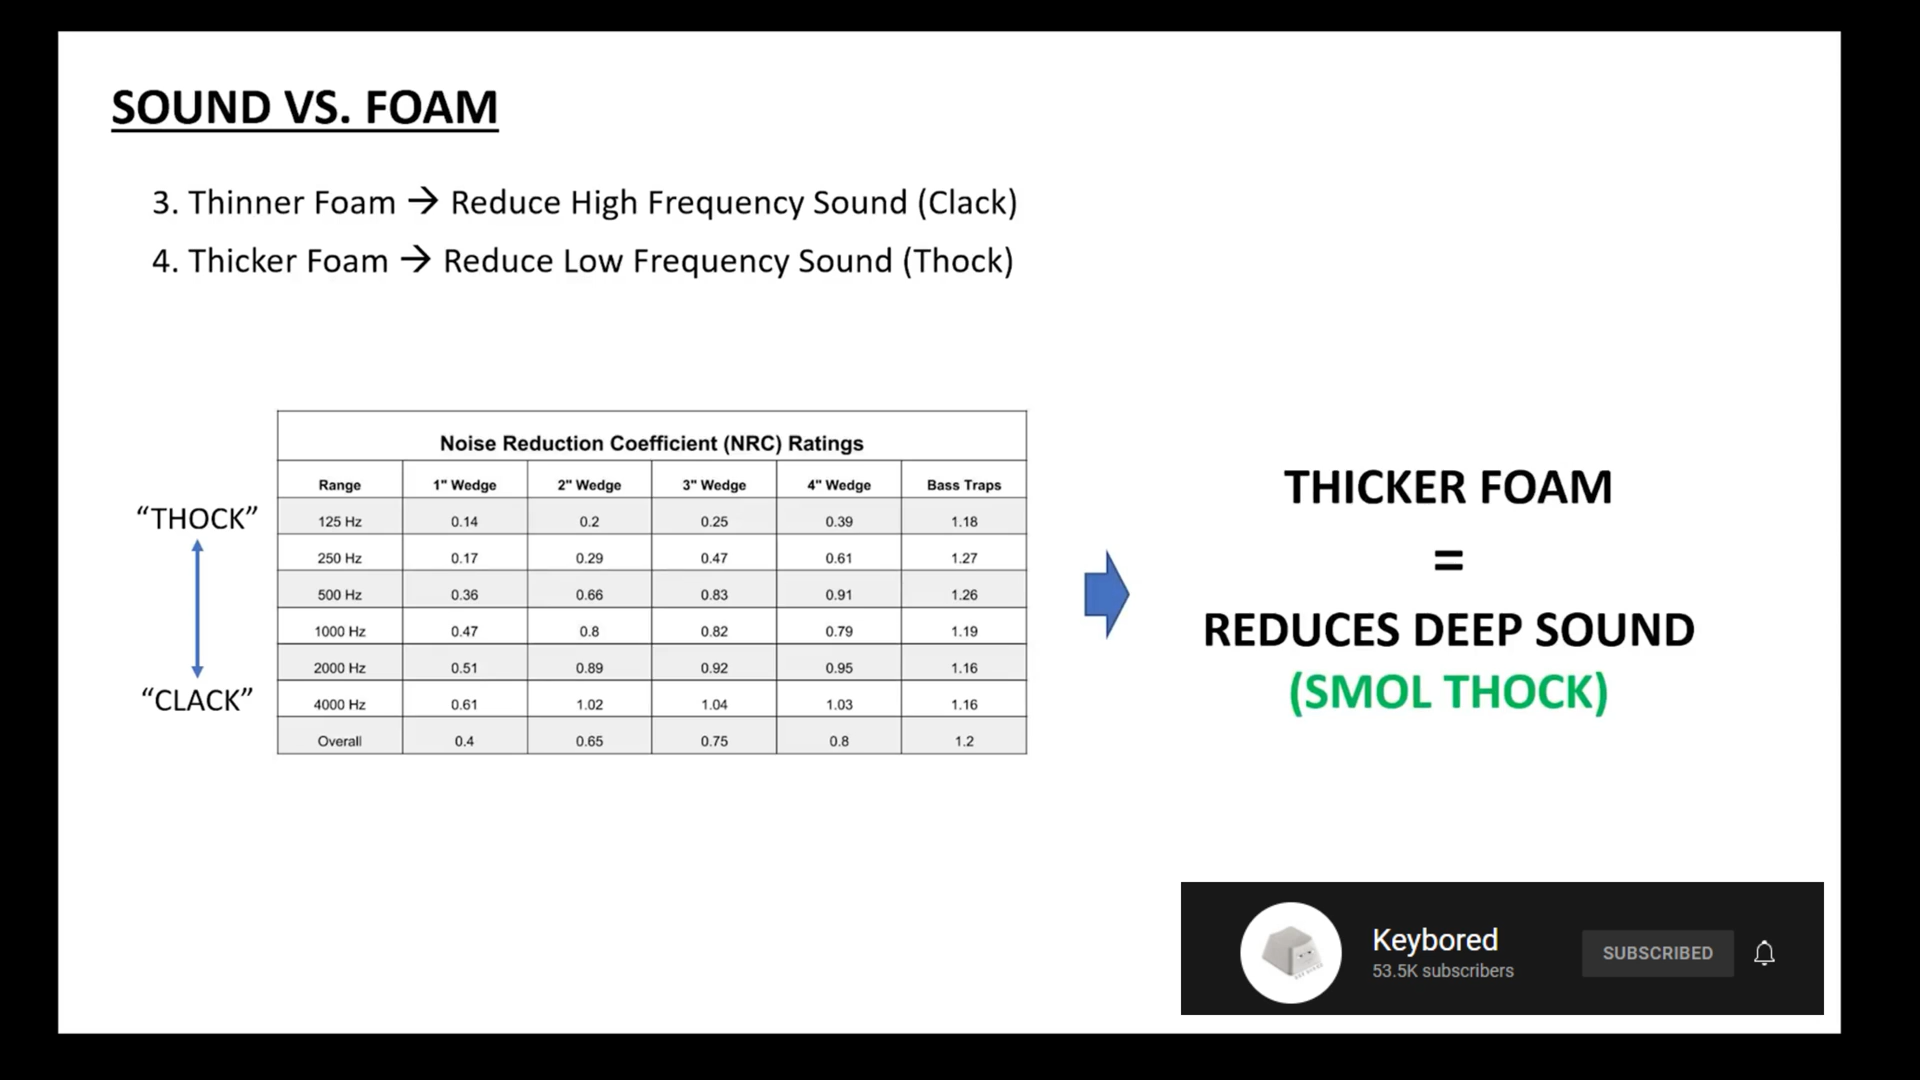 SOUND VS. FOAM
3. Thinner Foam → Reduce High Frequency Sound (Clack)
4. Thicker Foam → Reduce Low Frequency Sound (Thock)
Noise Reduction Coefficient (NRC) Ratings
Range 1" Wedge 2" Wedge 3" Wedge 4" Wedge Bass Traps
“THOCK”
125 Hz 0.14 0.2 0.25 0.39 1.18
250 Hz 0.17 0.29 0.47 0.61 1.27
500 Hz 0.36 0.66 0.83 0.91 1.26
1000 Hz 0.47 0.8 0.82 0.79 1.19
2000 Hz 0.51 0.89 0.92 0.95 1.16
“CLACK”
4000 Hz 0.61 1.02 1.04 1.03 1.16
Overall 0.4 0.65 0.75 0.8 1.2
THICKER FOAM
=
REDUCES DEEP SOUND
(SMOL THOCK)
Keybored
53.5K subscribers
SUBSCRIBED